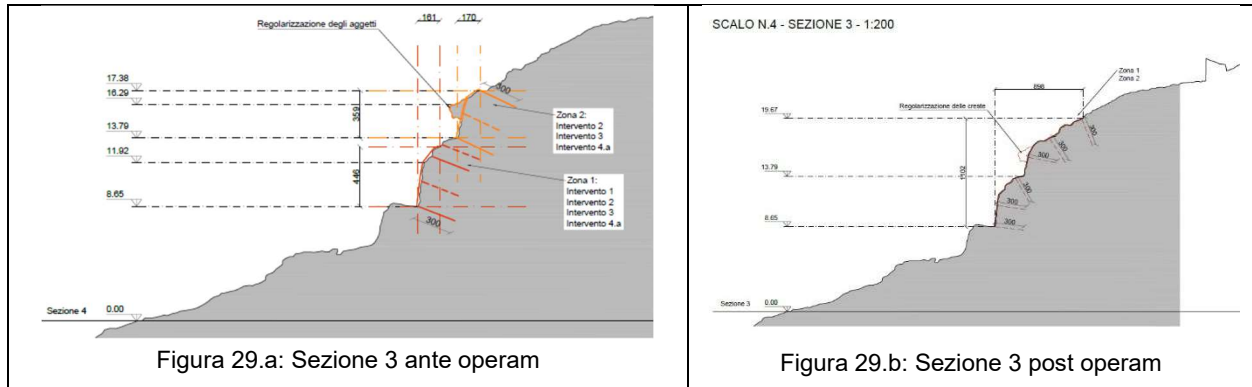 Regolarizzazione degli aggetti
161
170
17.38
16.29
13.79
11.92
8.65
359
446
300
300
Zona 2:
Intervento 2
Intervento 3
Intervento 4.a
Zona 1:
Intervento 1
Intervento 2
Intervento 3
Intervento 4.a
Sezione 4
0.00
Figura 29.a: Sezione 3 ante operam
SCALO N.4 - SEZIONE 3 - 1:200
Zona 1
Zona 2
898
Regolarizzazione delle creste
19.67
13.79
8.65
1102
300
300
300
300
300
300
Sezione 3
0.00
Figura 29.b: Sezione 3 post operam